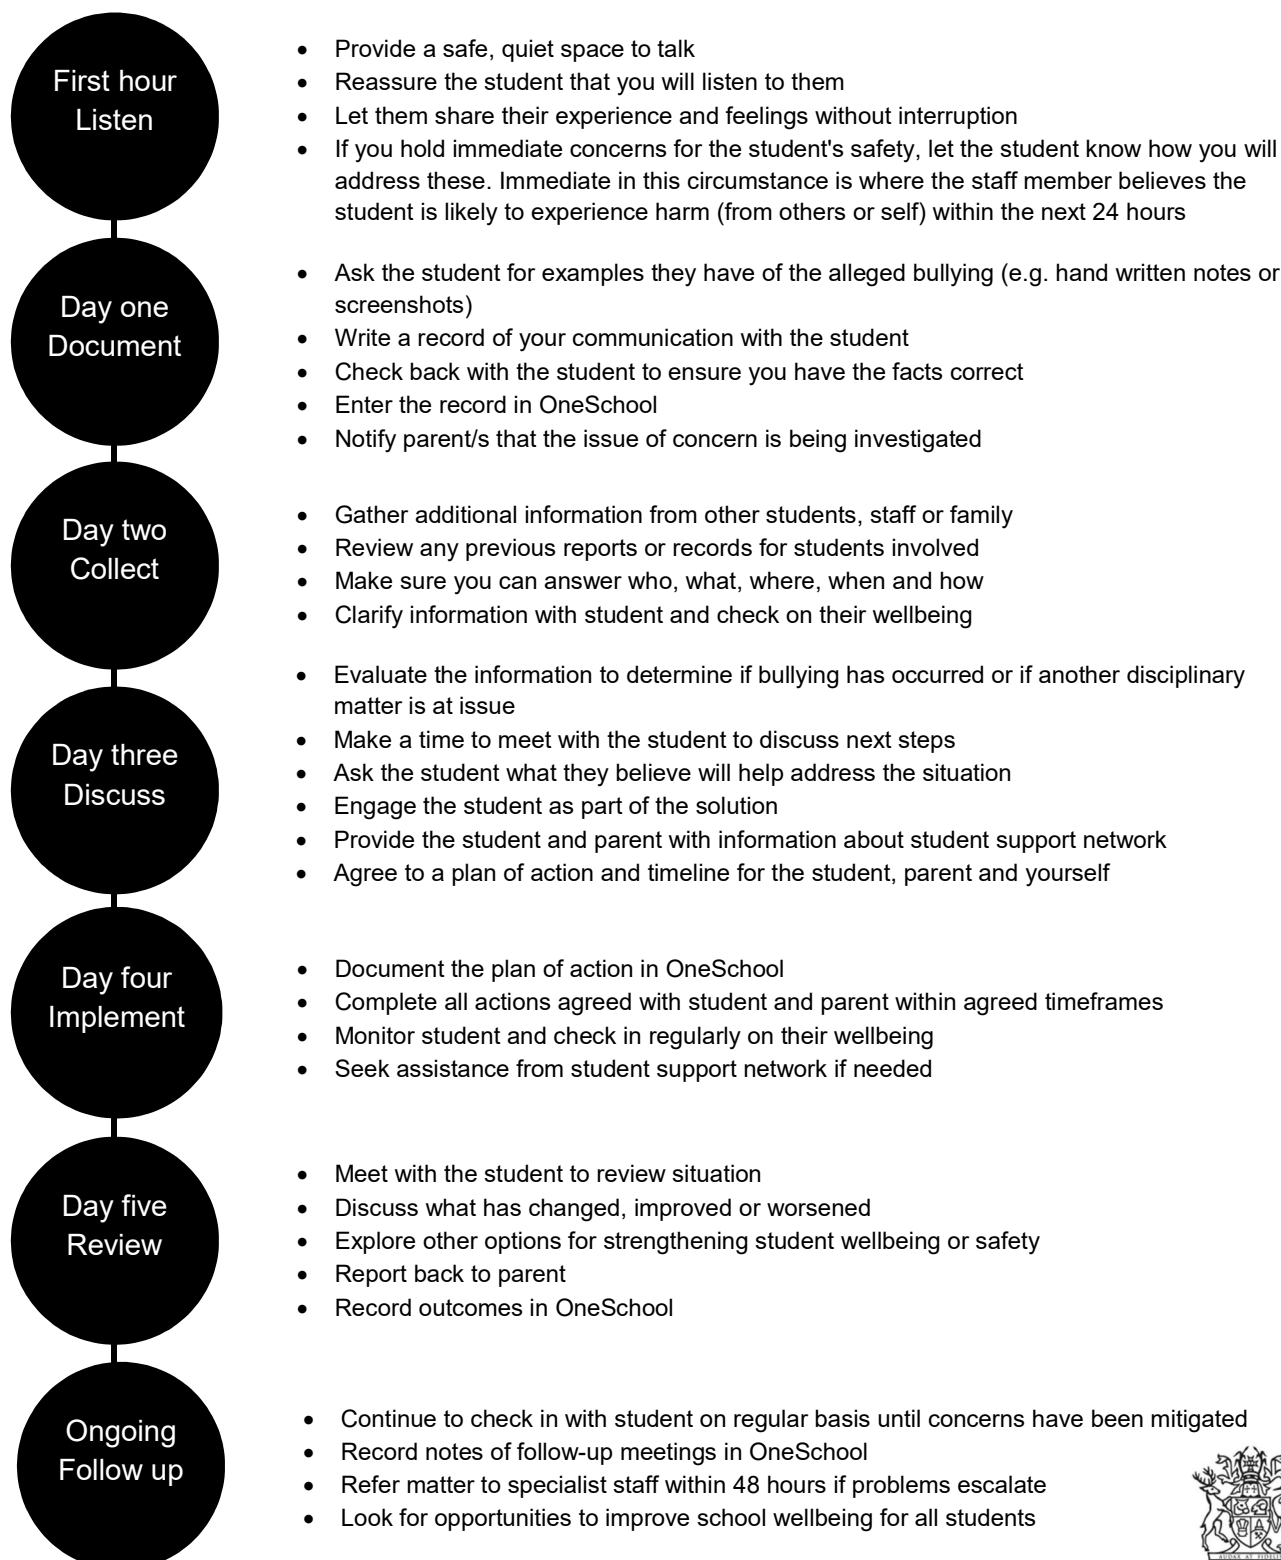 First hour
Listen
• Provide a safe, quiet space to talk
• Reassure the student that you will listen to them
• Let them share their experience and feelings without interruption
• If you hold immediate concerns for the student's safety, let the student know how you will
address these. Immediate in this circumstance is where the staff member believes the
student is likely to experience harm (from others or self) within the next 24 hours
Day one
Document
• Ask the student for examples they have of the alleged bullying (e.g. hand written notes or
screenshots)
• Write a record of your communication with the student
• Check back with the student to ensure you have the facts correct
• Enter the record in OneSchool
• Notify parent/s that the issue of concern is being investigated
Day two
Collect
• Gather additional information from other students, staff or family
• Review any previous reports or records for students involved
• Make sure you can answer who, what, where, when and how
• Clarify information with student and check on their wellbeing
Day three
Discuss
• Evaluate the information to determine if bullying has occurred or if another disciplinary
matter is at issue
• Make a time to meet with the student to discuss next steps
• Ask the student what they believe will help address the situation
• Engage the student as part of the solution
• Provide the student and parent with information about student support network
• Agree to a plan of action and timeline for the student, parent and yourself
Day four
Implement
• Document the plan of action in OneSchool
• Complete all actions agreed with student and parent within agreed timeframes
• Monitor student and check in regularly on their wellbeing
• Seek assistance from student support network if needed
Day five
Review
• Meet with the student to review situation
• Discuss what has changed, improved or worsened
• Explore other options for strengthening student wellbeing or safety
• Report back to parent
• Record outcomes in OneSchool
Ongoing
Follow up
• Continue to check in with student on regular basis until concerns have been mitigated
• Record notes of follow-up meetings in OneSchool
• Refer matter to specialist staff within 48 hours if problems escalate
• Look for opportunities to improve school wellbeing for all students